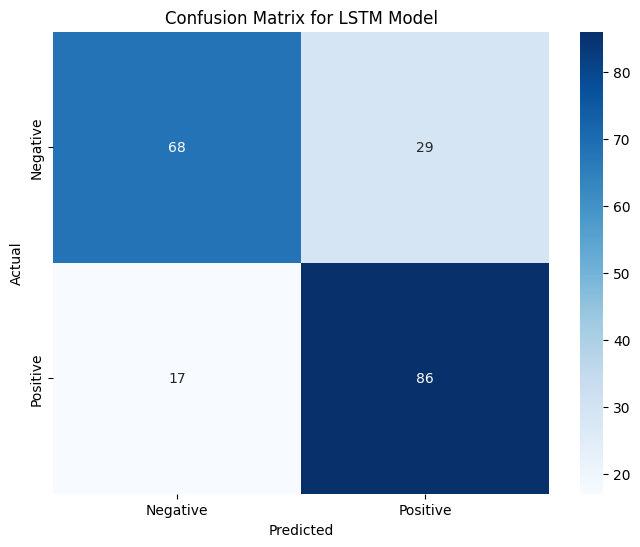 Confusion Matrix for LSTM Model
Actual
Negative
68
29
Positive
17
86
Negative
Positive
Predicted
80
70
60
50
40
30
20